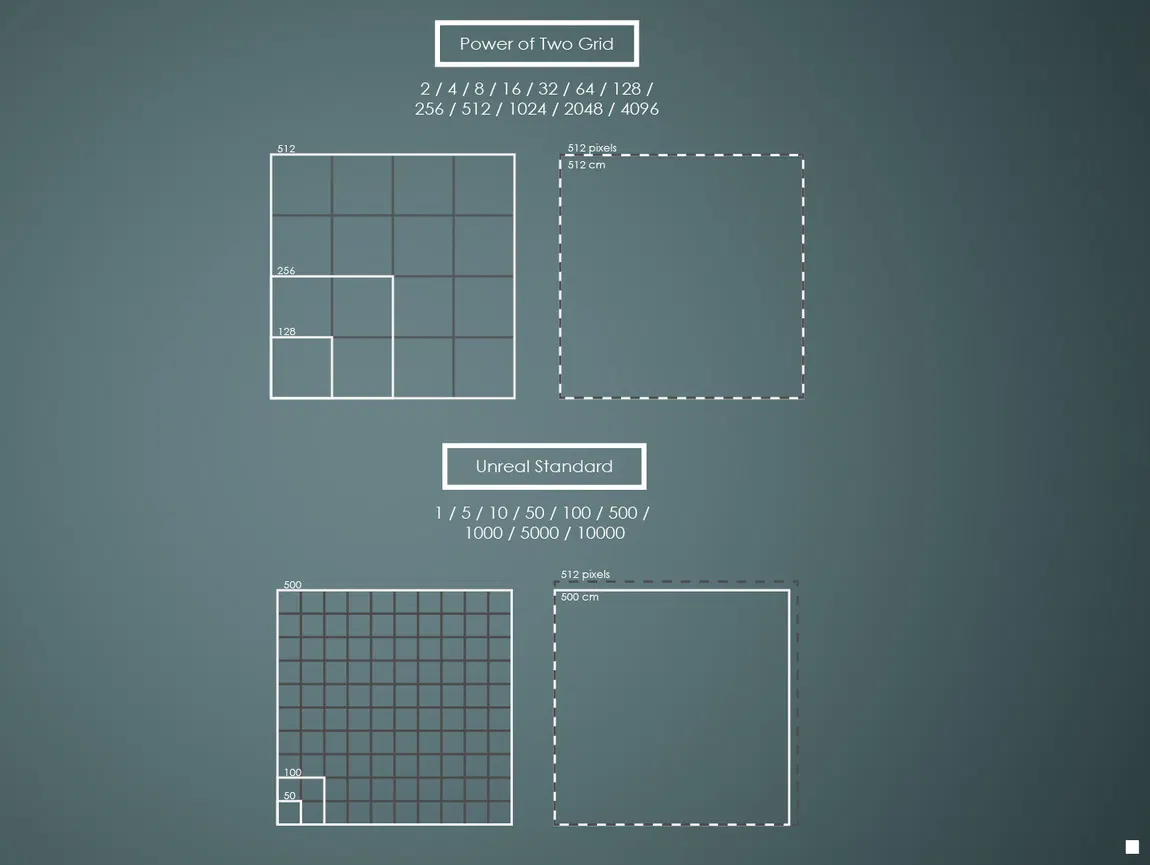 Power of Two Grid
2 / 4 / 8 / 16 / 32 / 64 / 128 /
256 / 512 / 1024 / 2048 / 4096
512
256
128
512 pixels
512 cm
Unreal Standard
1 / 5 / 10 / 50 / 100 / 500 /
1000 / 5000 / 10000
500
100
50
512 pixels
500 cm